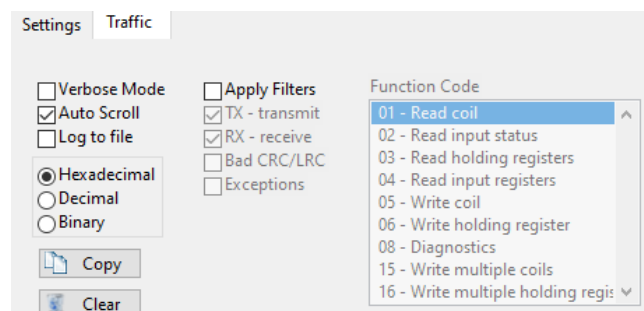 Settings
Traffic
Verbose Mode
Auto Scroll
Log to file
Hexadecimal
Decimal
Binary
Copy
Clear
Apply Filters
TX - transmit
RX - receive
Bad CRC/LRC
Exceptions
Function Code
01 - Read coil
02 - Read input status
03 - Read holding registers
04 - Read input registers
05 - Write coil
06 - Write holding register
08 - Diagnostics
15 - Write multiple coils
16 - Write multiple holding regis